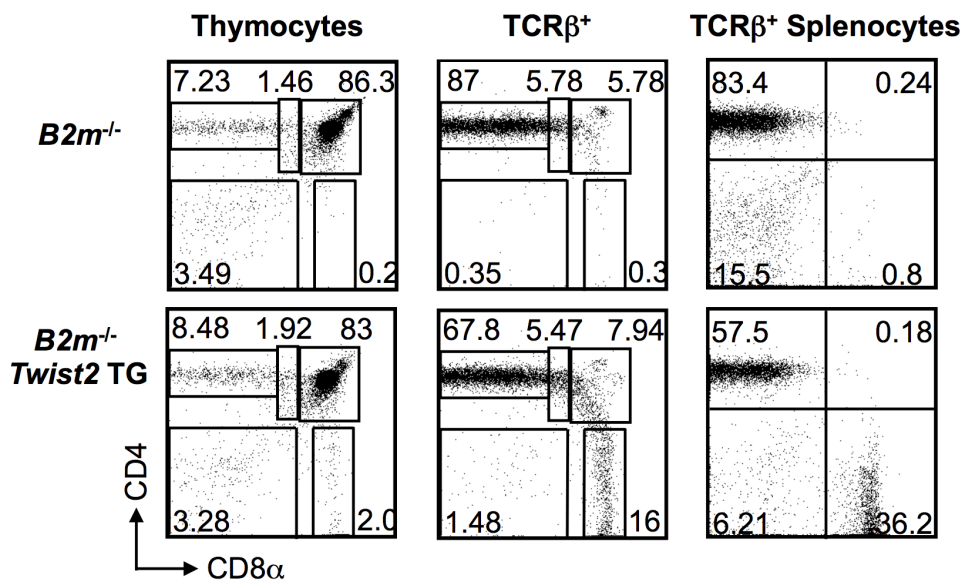 Thymocytes TCRβ⁺ TCRβ⁺ Splenocytes
7.23 1.46 86.3 87 5.78 5.78 83.4 0.24
B2m⁻/⁻
3.49 0.2 0.35 0.3 15.5 0.8
8.48 1.92 83 67.8 5.47 7.94 57.5 0.18
B2m⁻/⁻
Twist2 TG
3.28 2.0 1.48 16 6.21 36.2
CD4
CD8α